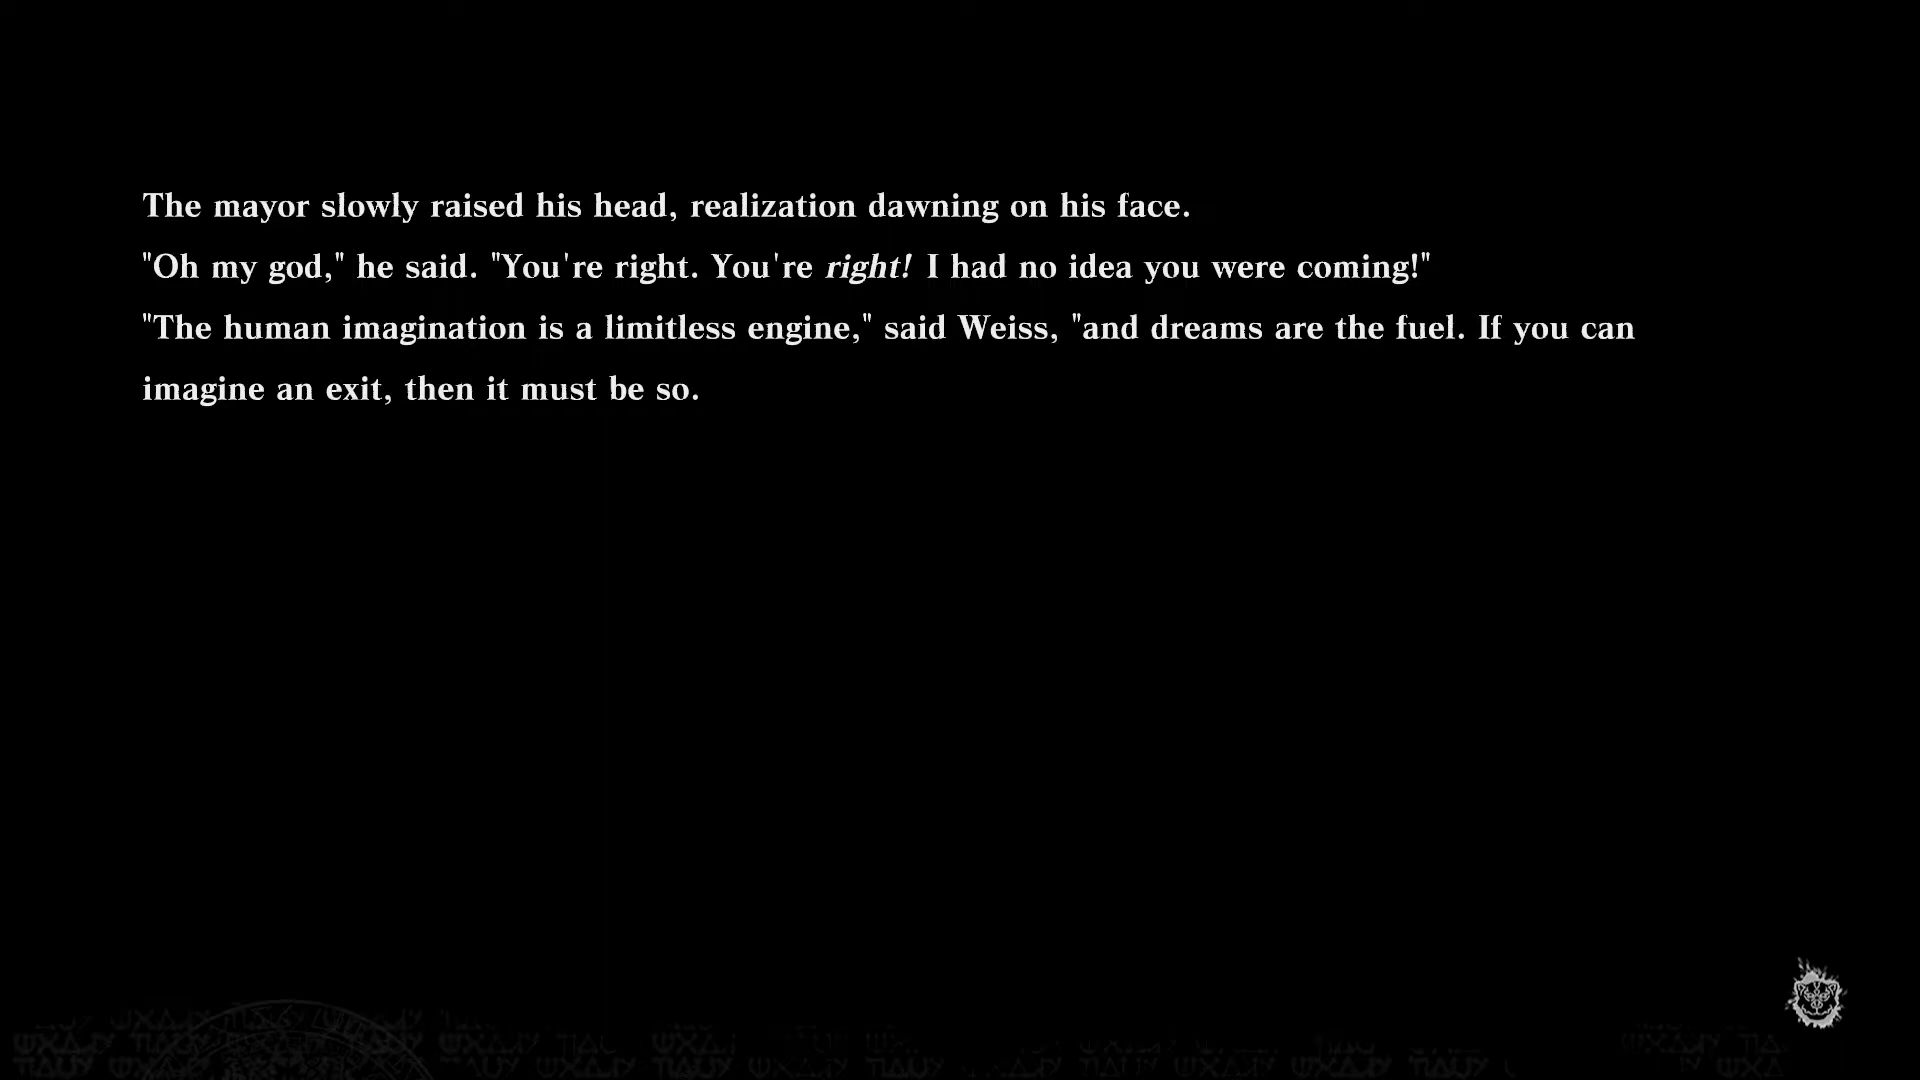 The mayor slowly raised his head, realization dawning on his face.
"Oh my god," he said. "You're right. You're right! I had no idea you were coming!"
"The human imagination is a limitless engine," said Weiss, "and dreams are the fuel. If you can
imagine an exit, then it must be so.